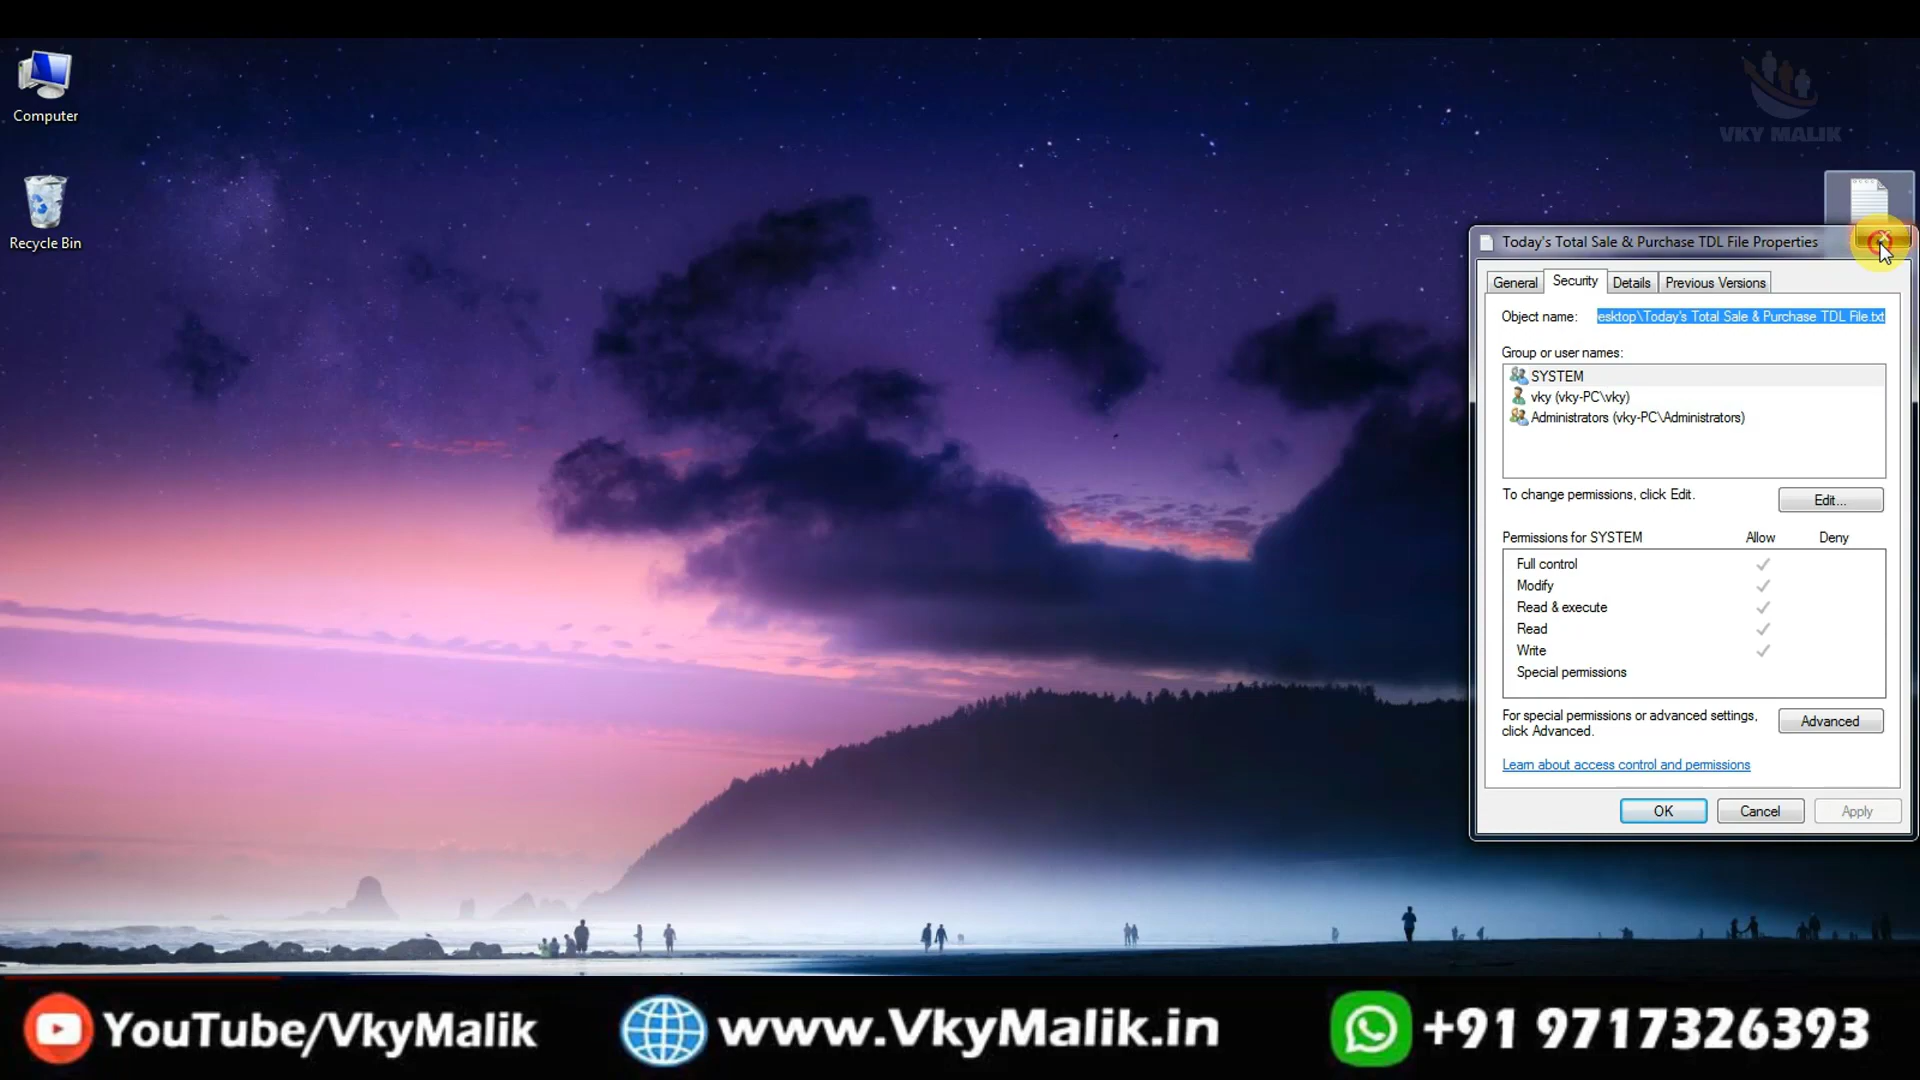 Computer
Recycle Bin
VKY MALIK
Today's Total Sale & Purchase TDL File Properties
General Security Details Previous Versions
Object name: esktop\Today's Total Sale & Purchase TDL File.txt
Group or user names:
SYSTEM
vky (vky-PC\vky)
Administrators (vky-PC\Administrators)
To change permissions, click Edit.
Edit...
Permissions for SYSTEM Allow Deny
Full control
Modify
Read & execute
Read
Write
Special permissions
For special permissions or advanced settings,
click Advanced.
Advanced
Learn about access control and permissions
OK Cancel Apply
YouTube/VkyMalik www.VkyMalik.in +91 9717326393